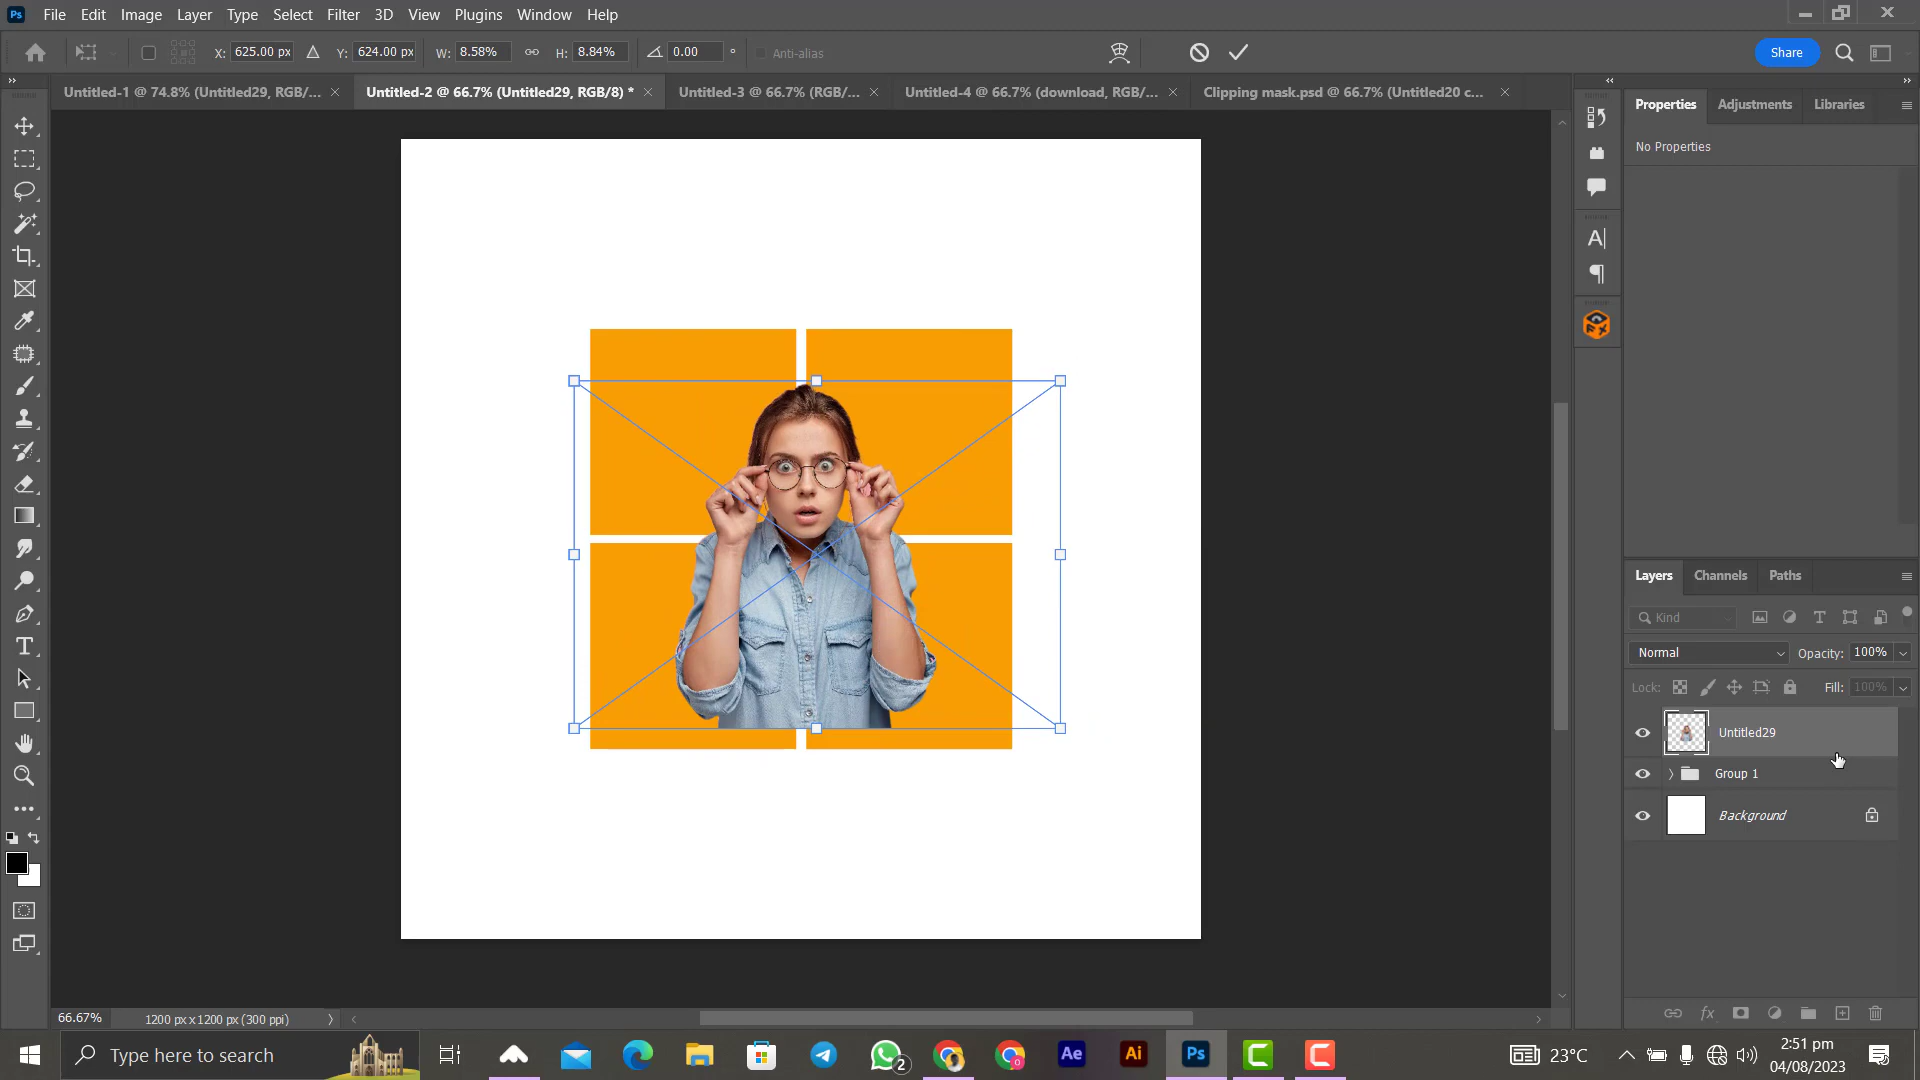 File Edit Image Layer Type Select Filter 3D View Plugins Window Help
X: 625.00 px Y: 624.00 px W: 8.58% H: 8.84% 0.00 ° Anti-alias Share
Untitled-1 @ 74.8% (Untitled29, RGB/... Untitled-2 @ 66.7% (Untitled29, RGB/8) * Untitled-3 @ 66.7% (RGB/... Untitled-4 @ 66.7% (download, RGB/... Clipping mask.psd @ 66.7% (Untitled20 c...
Properties Adjustments Libraries
No Properties
Layers Channels Paths
Kind
Normal Opacity: 100%
Lock: Fill: 100%
Untitled29
Group 1
Background
66.67% 1200 px x 1200 px (300 ppi)
Type here to search
2
Ae Ai Ps
23°C
2:51 pm
04/08/2023